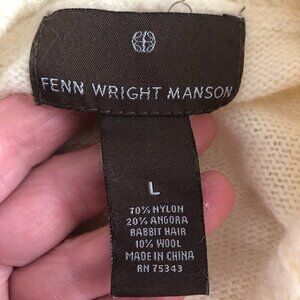 FENN WRIGHT MANSON
L
70% NYLON
20% ANGORA
RABBIT HAIR
10% WOOL
MADE IN CHINA
RN 75343